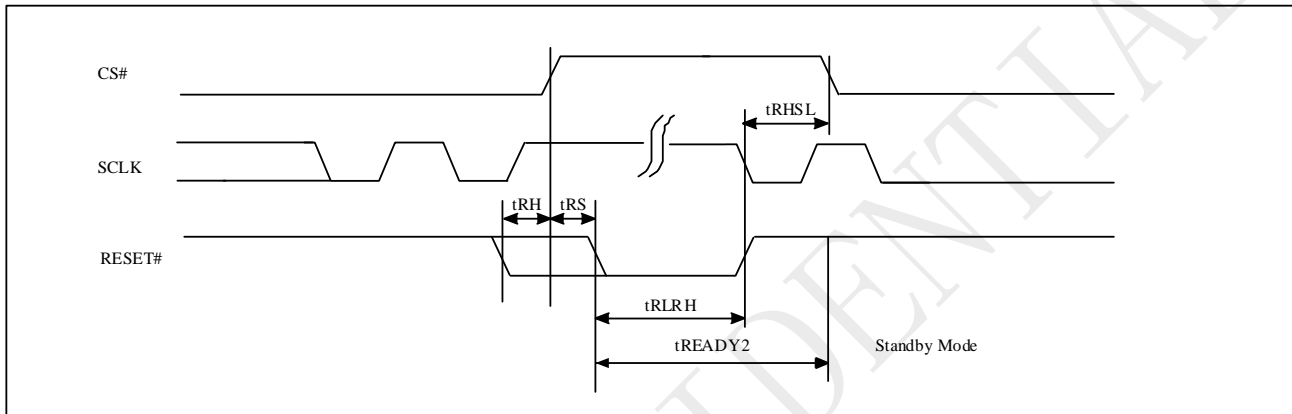 CS#
tRHSL
SCLK
tRH
tRS
RESET#
tRLRH
tREADY2
Standby Mode